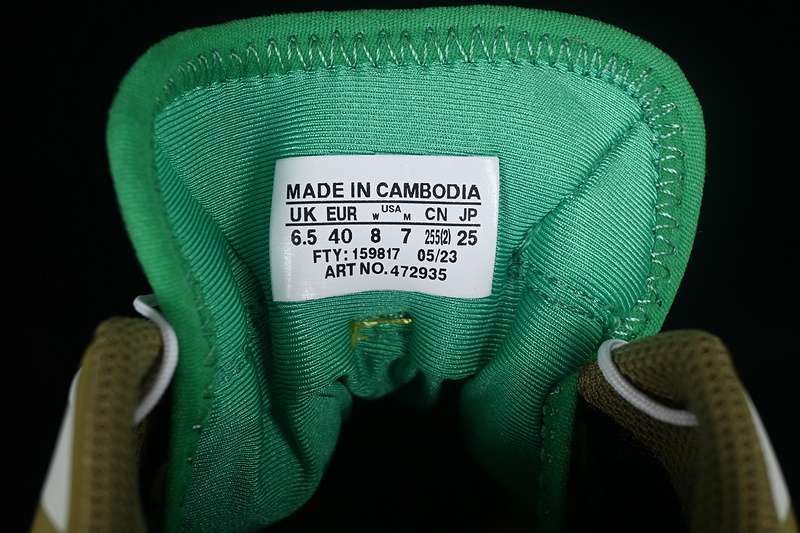 MADE IN CAMBODIA
UK EUR W USA M CN JP
6.5 40 8 7 255(2) 25
FTY: 159817 05/23
ART NO. 472935